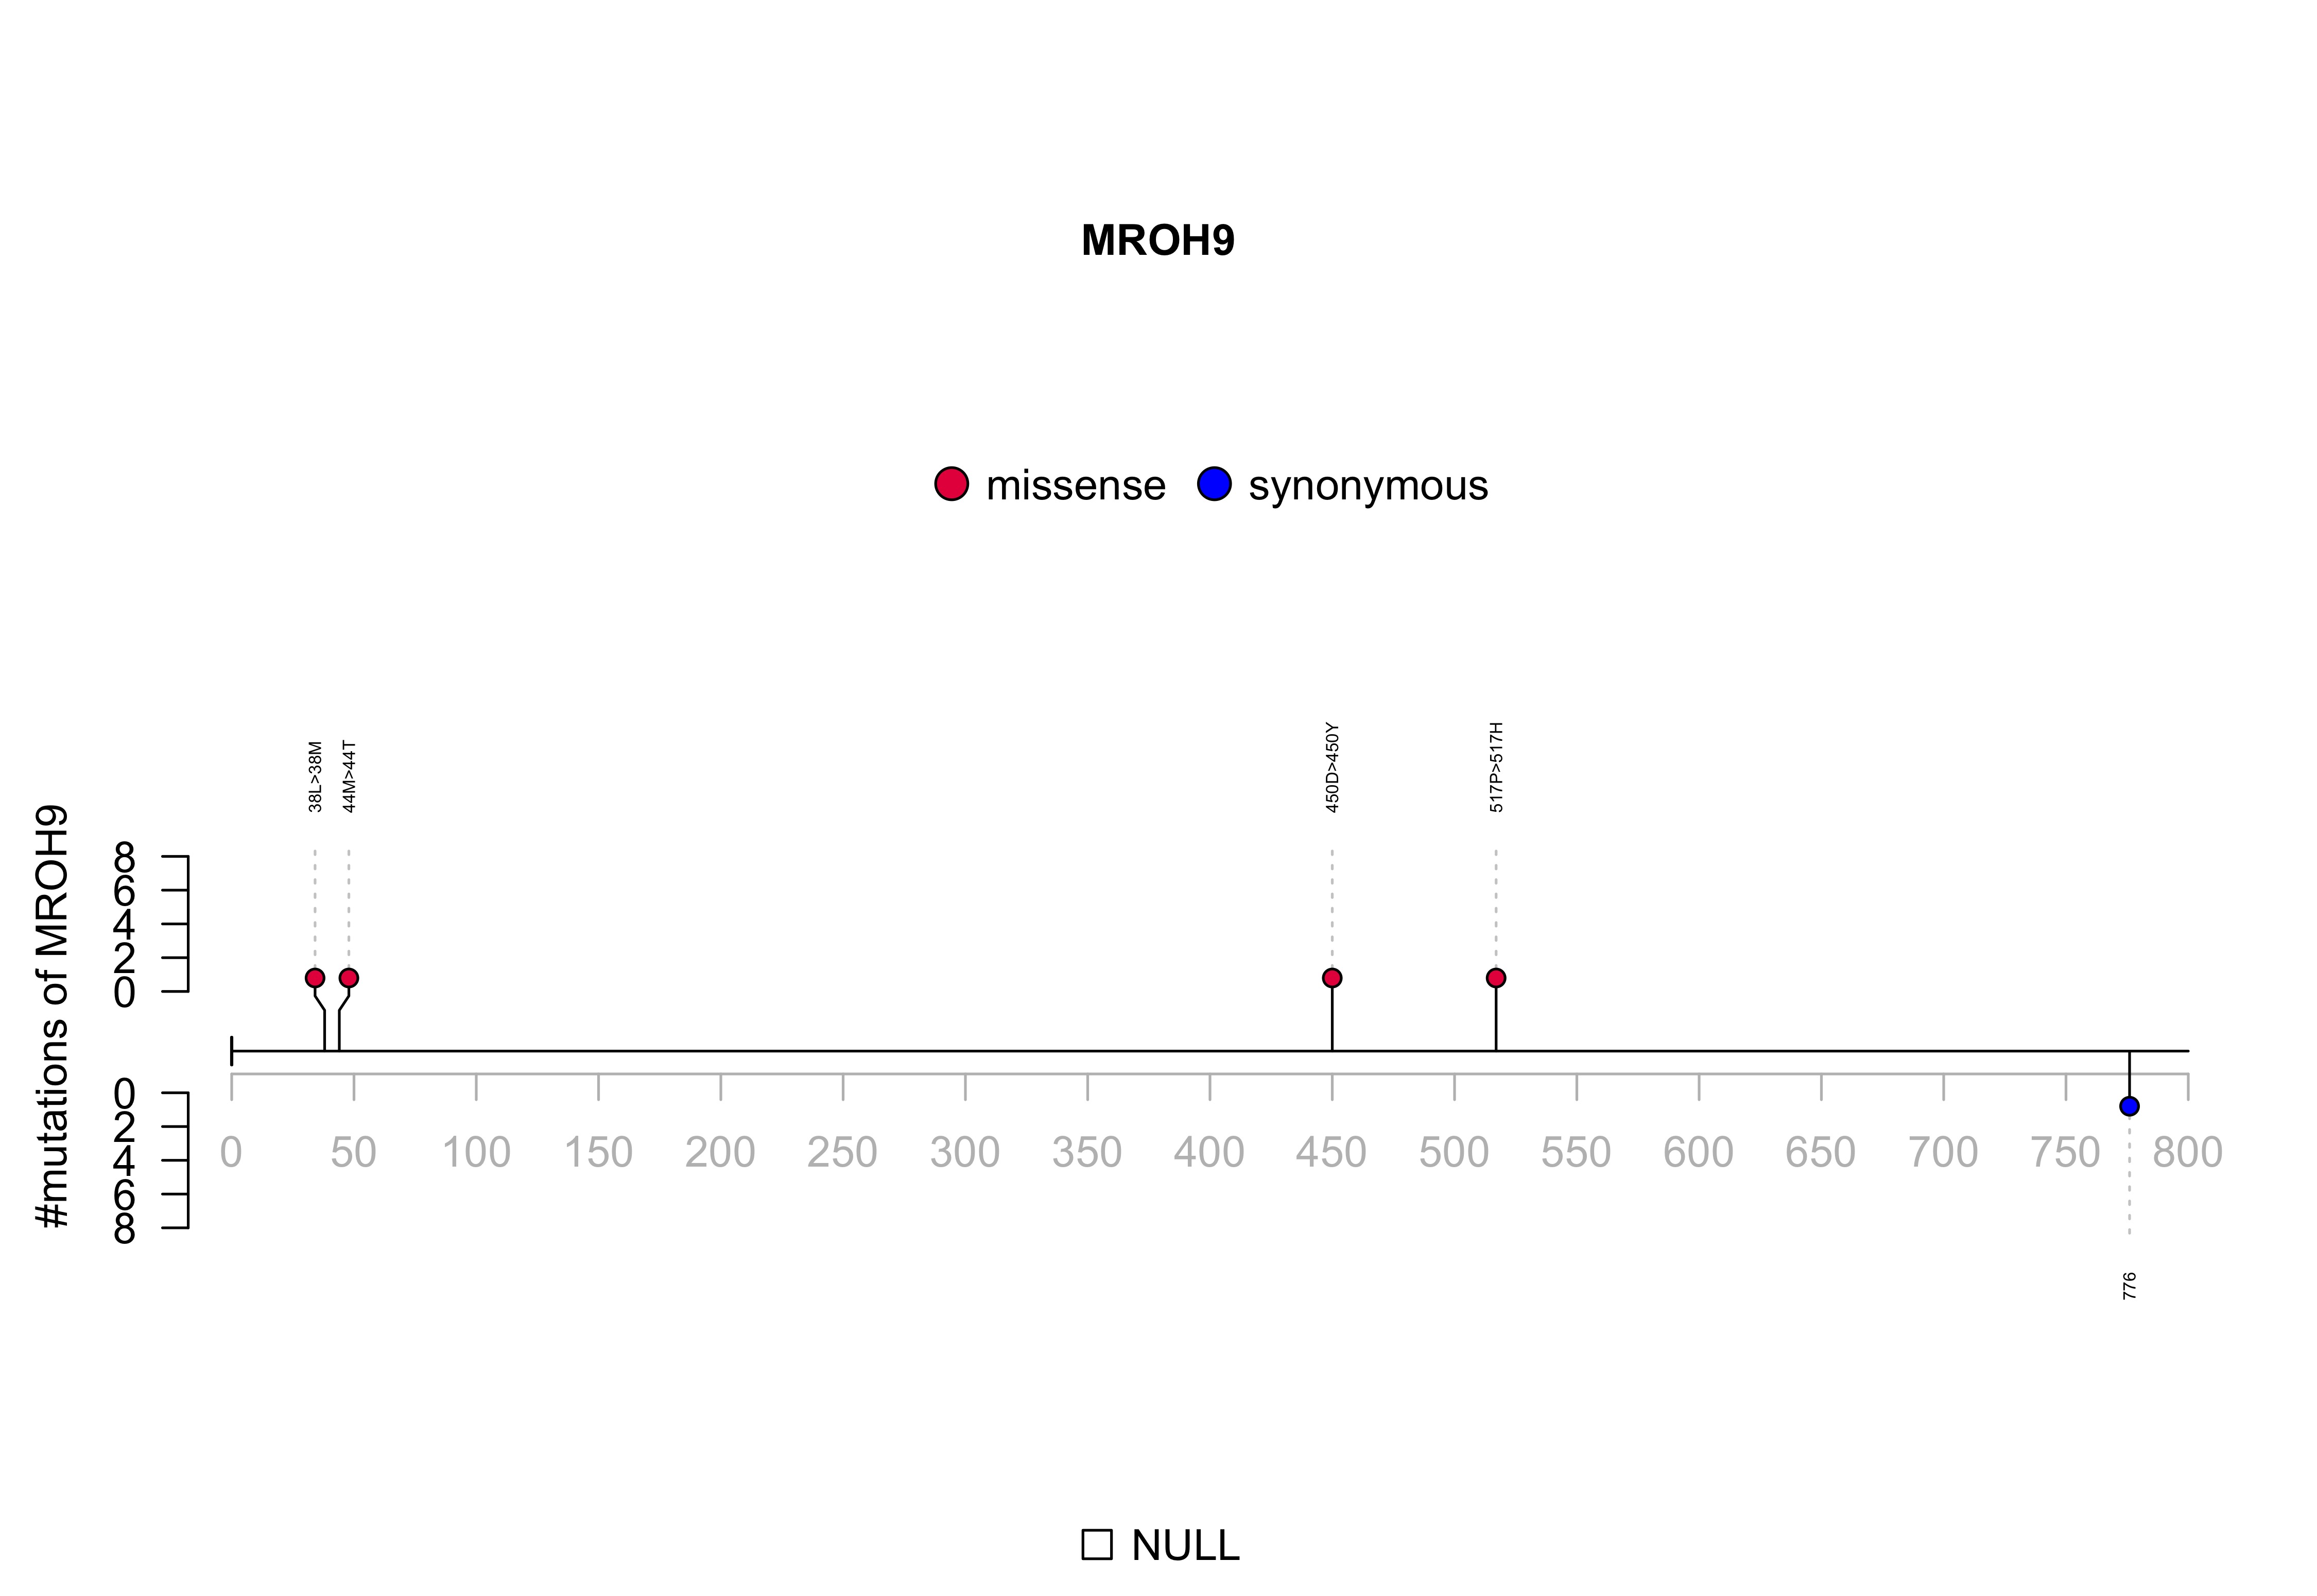 MROH9
missense synonymous
38L>38M
44M>44T
450D>450Y
517P>517H
#mutations of MROH9
8
6
4
2
0
0
2
4
6
8
0 50 100 150 200 250 300 350 400 450 500 550 600 650 700 750 800
776
NULL